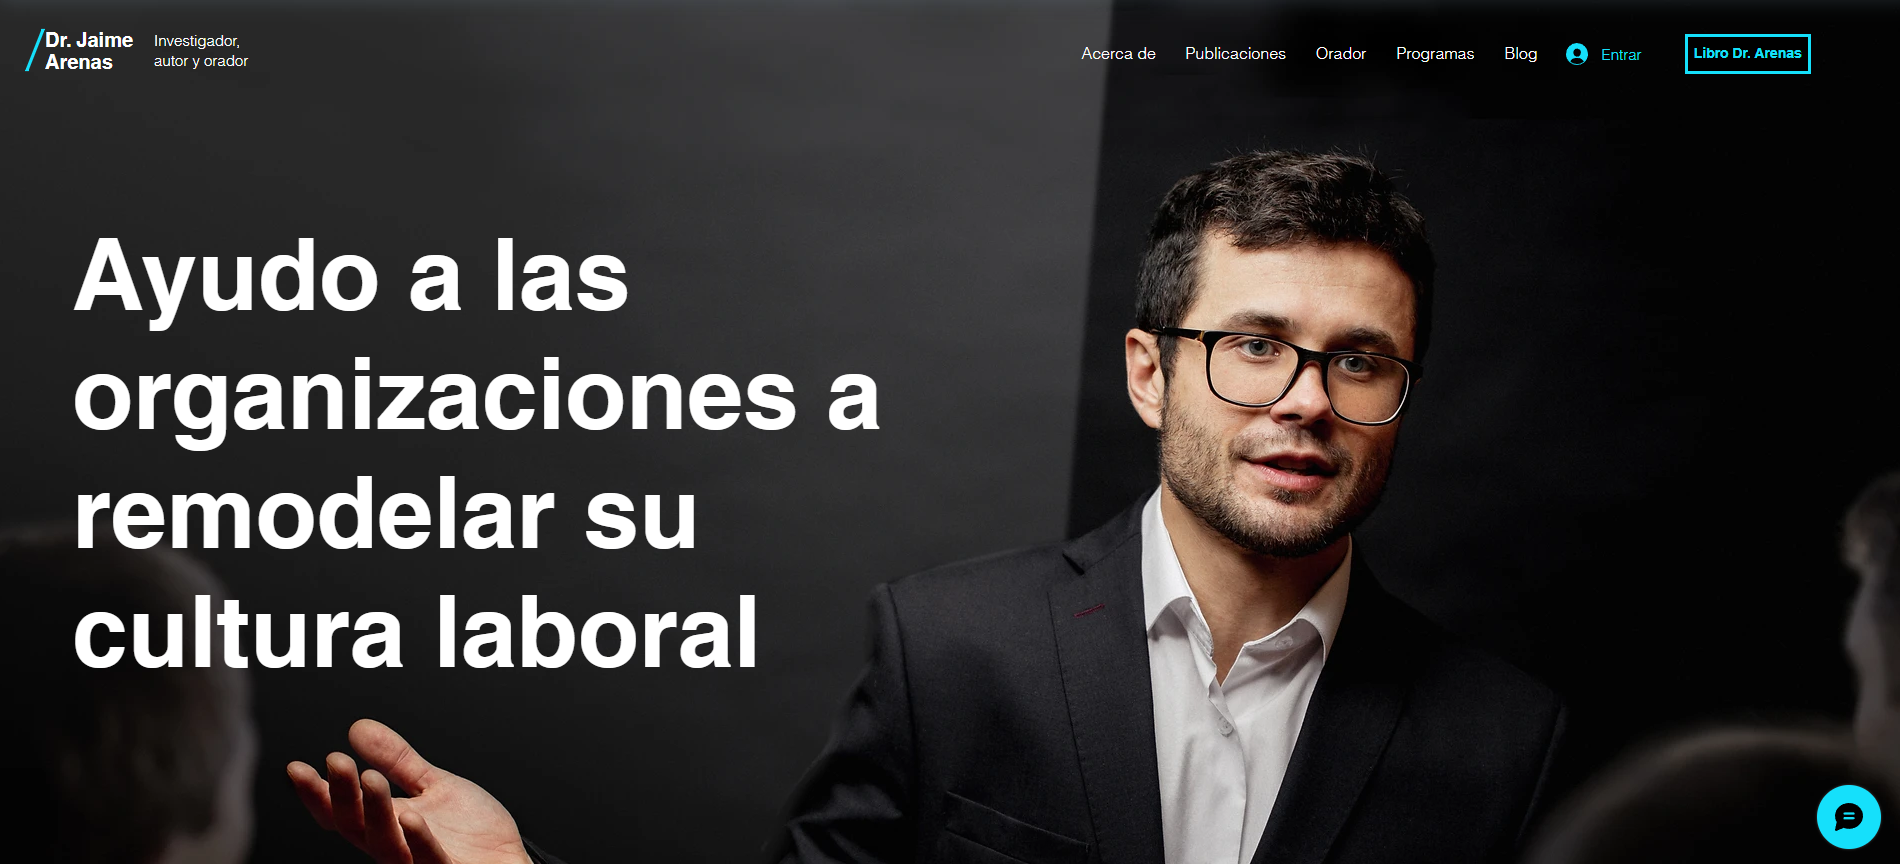 Dr. Jaime
Arenas
Investigador,
autor y orador
Acerca de
Publicaciones
Orador
Programas
Blog
Entrar
Libro Dr. Arenas
Ayudo a las
organizaciones a
remodelar su
cultura laboral